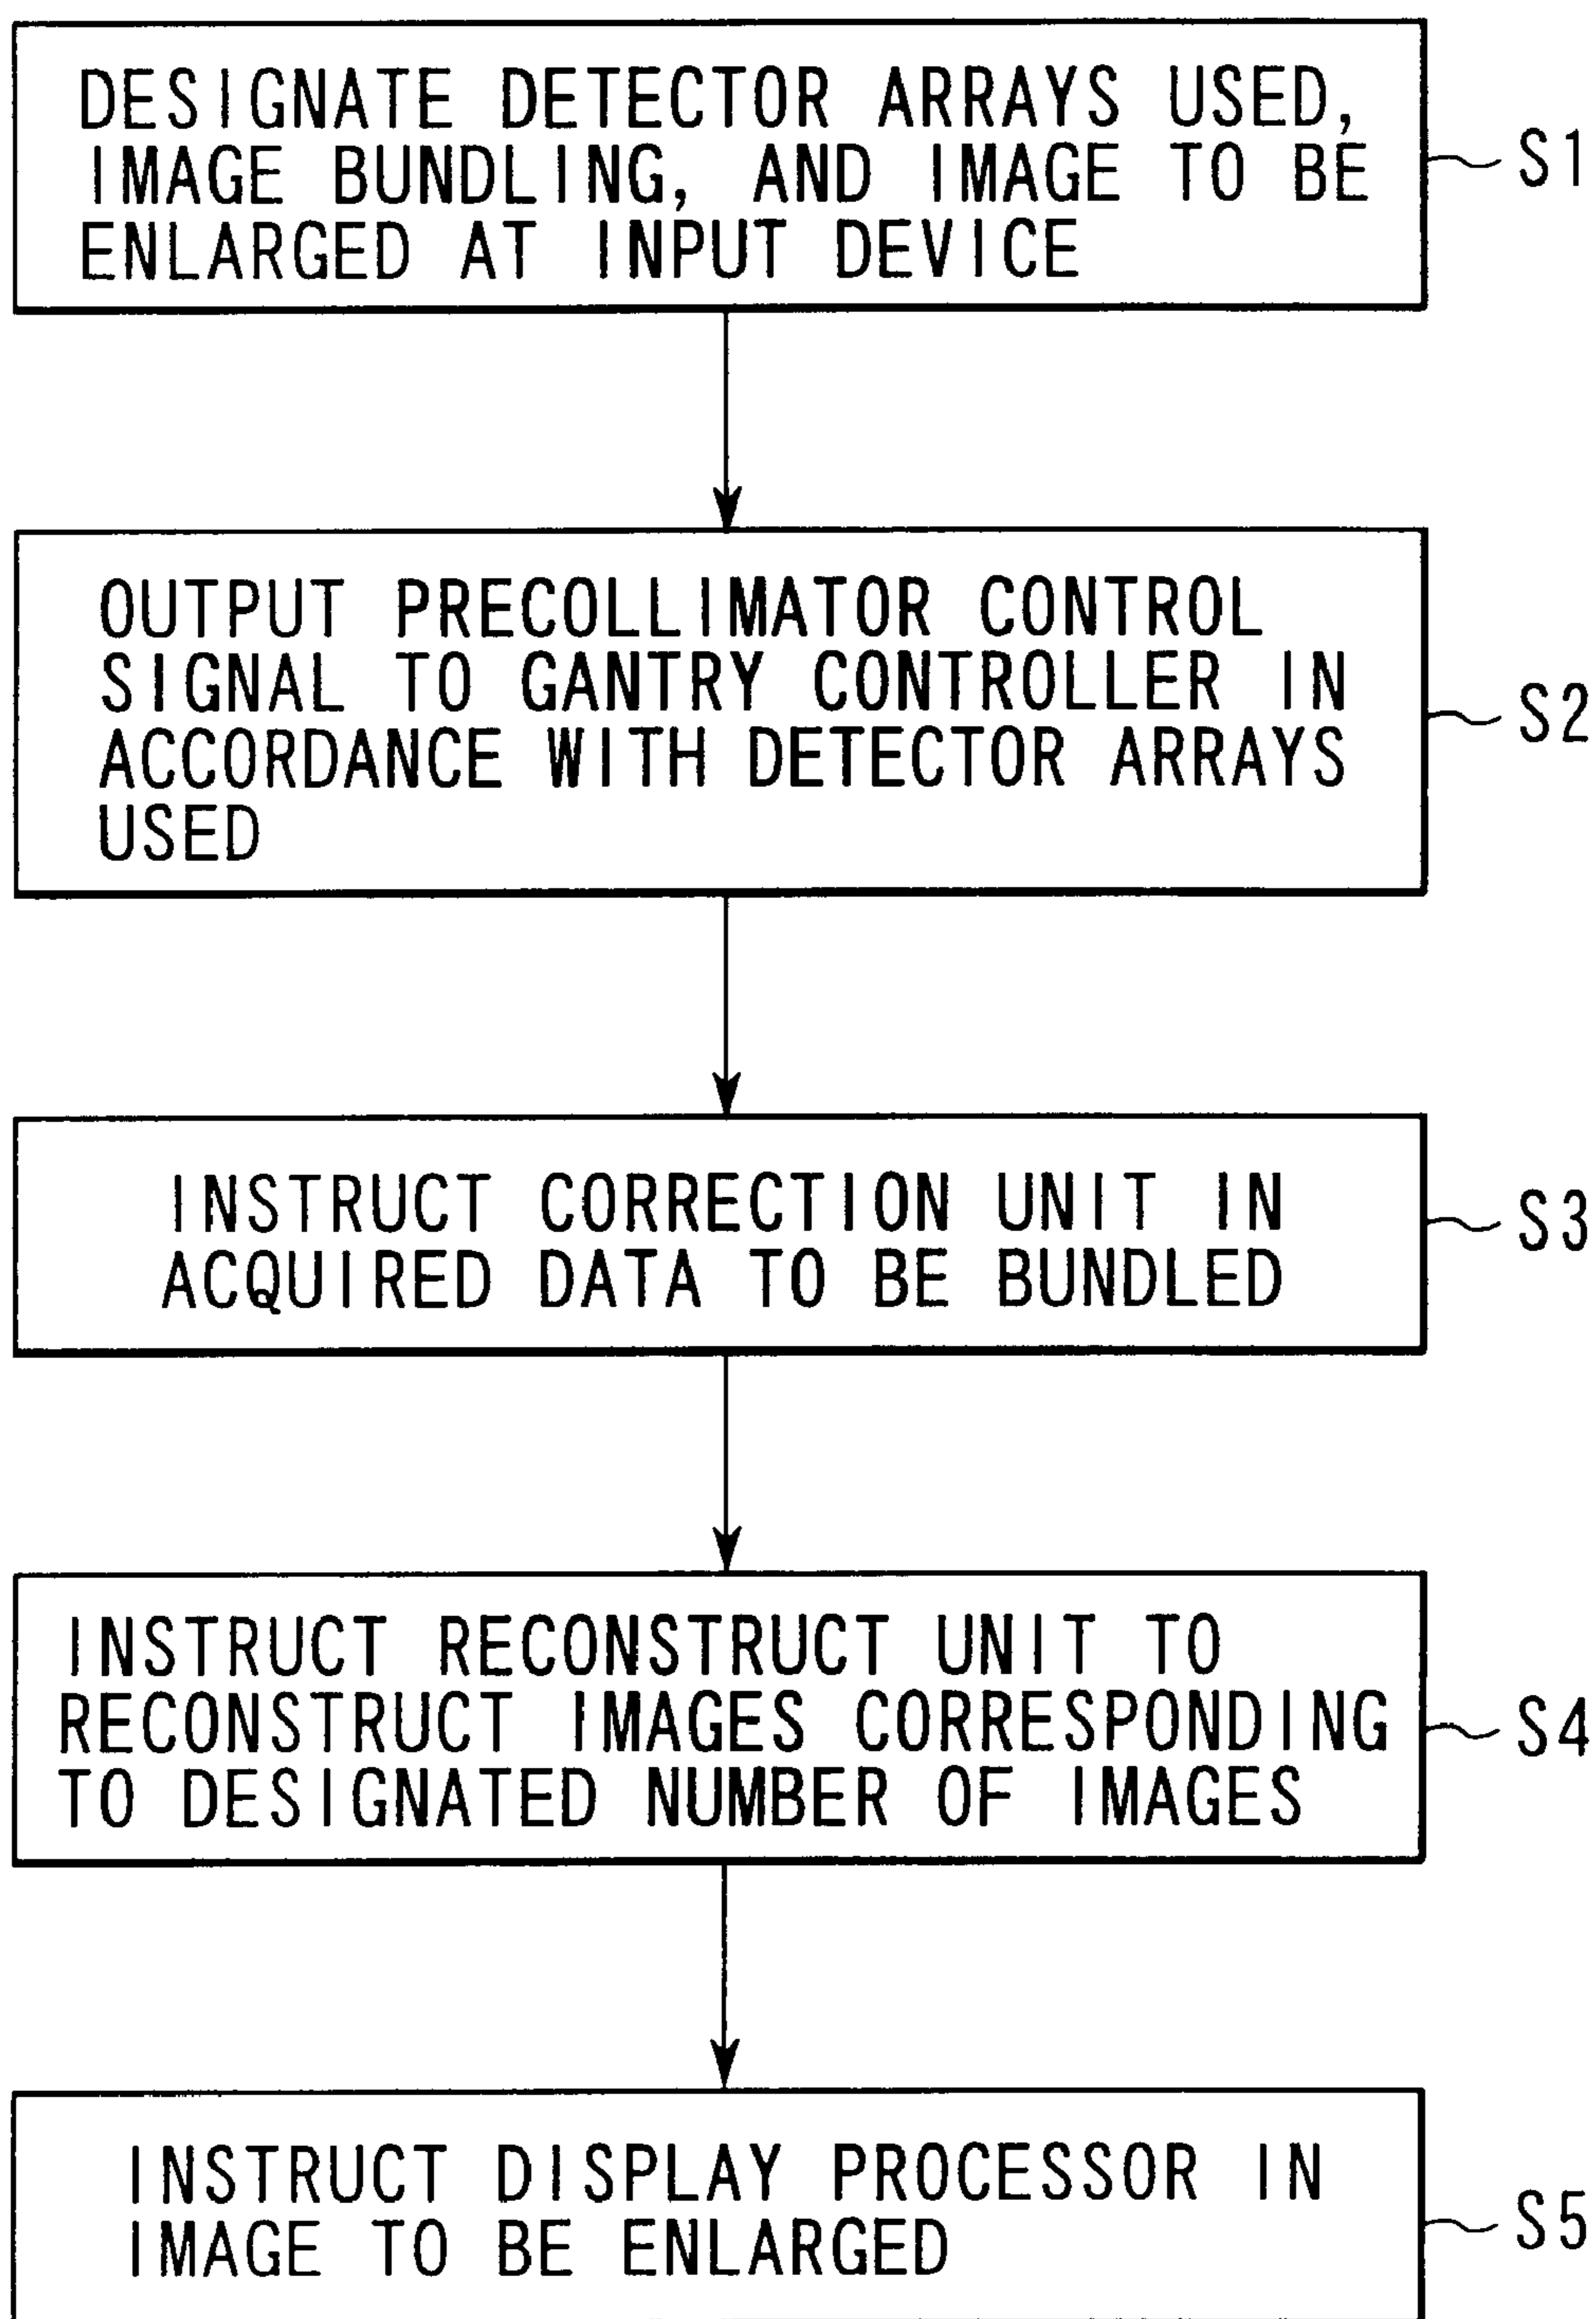 DESIGNATE DETECTOR ARRAYS USED,
IMAGE BUNDLING, AND IMAGE TO BE
ENLARGED AT INPUT DEVICE
S1
OUTPUT PRECOLLIMATOR CONTROL
SIGNAL TO GANTRY CONTROLLER IN
ACCORDANCE WITH DETECTOR ARRAYS
USED
S2
INSTRUCT CORRECTION UNIT IN
ACQUIRED DATA TO BE BUNDLED
S3
INSTRUCT RECONSTRUCT UNIT TO
RECONSTRUCT IMAGES CORRESPONDING
TO DESIGNATED NUMBER OF IMAGES
S4
INSTRUCT DISPLAY PROCESSOR IN
IMAGE TO BE ENLARGED
S5